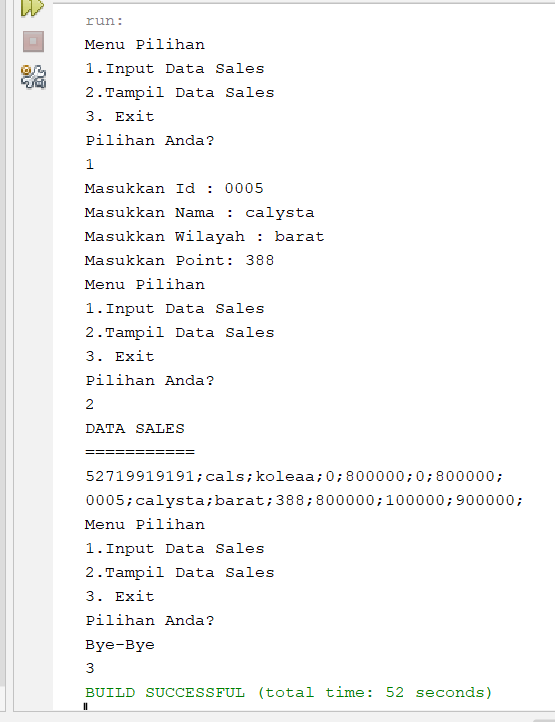 run:
Menu Pilihan
1.Input Data Sales
2.Tampil Data Sales
3. Exit
Pilihan Anda?
1
Masukkan Id : 0005
Masukkan Nama : calysta
Masukkan Wilayah : barat
Masukkan Point: 388
Menu Pilihan
1.Input Data Sales
2.Tampil Data Sales
3. Exit
Pilihan Anda?
2
DATA SALES
===========
52719919191;cals;koleaa;0;800000;0;800000;
0005;calysta;barat;388;800000;100000;900000;
Menu Pilihan
1.Input Data Sales
2.Tampil Data Sales
3. Exit
Pilihan Anda?
Bye-Bye
3
BUILD SUCCESSFUL (total time: 52 seconds)